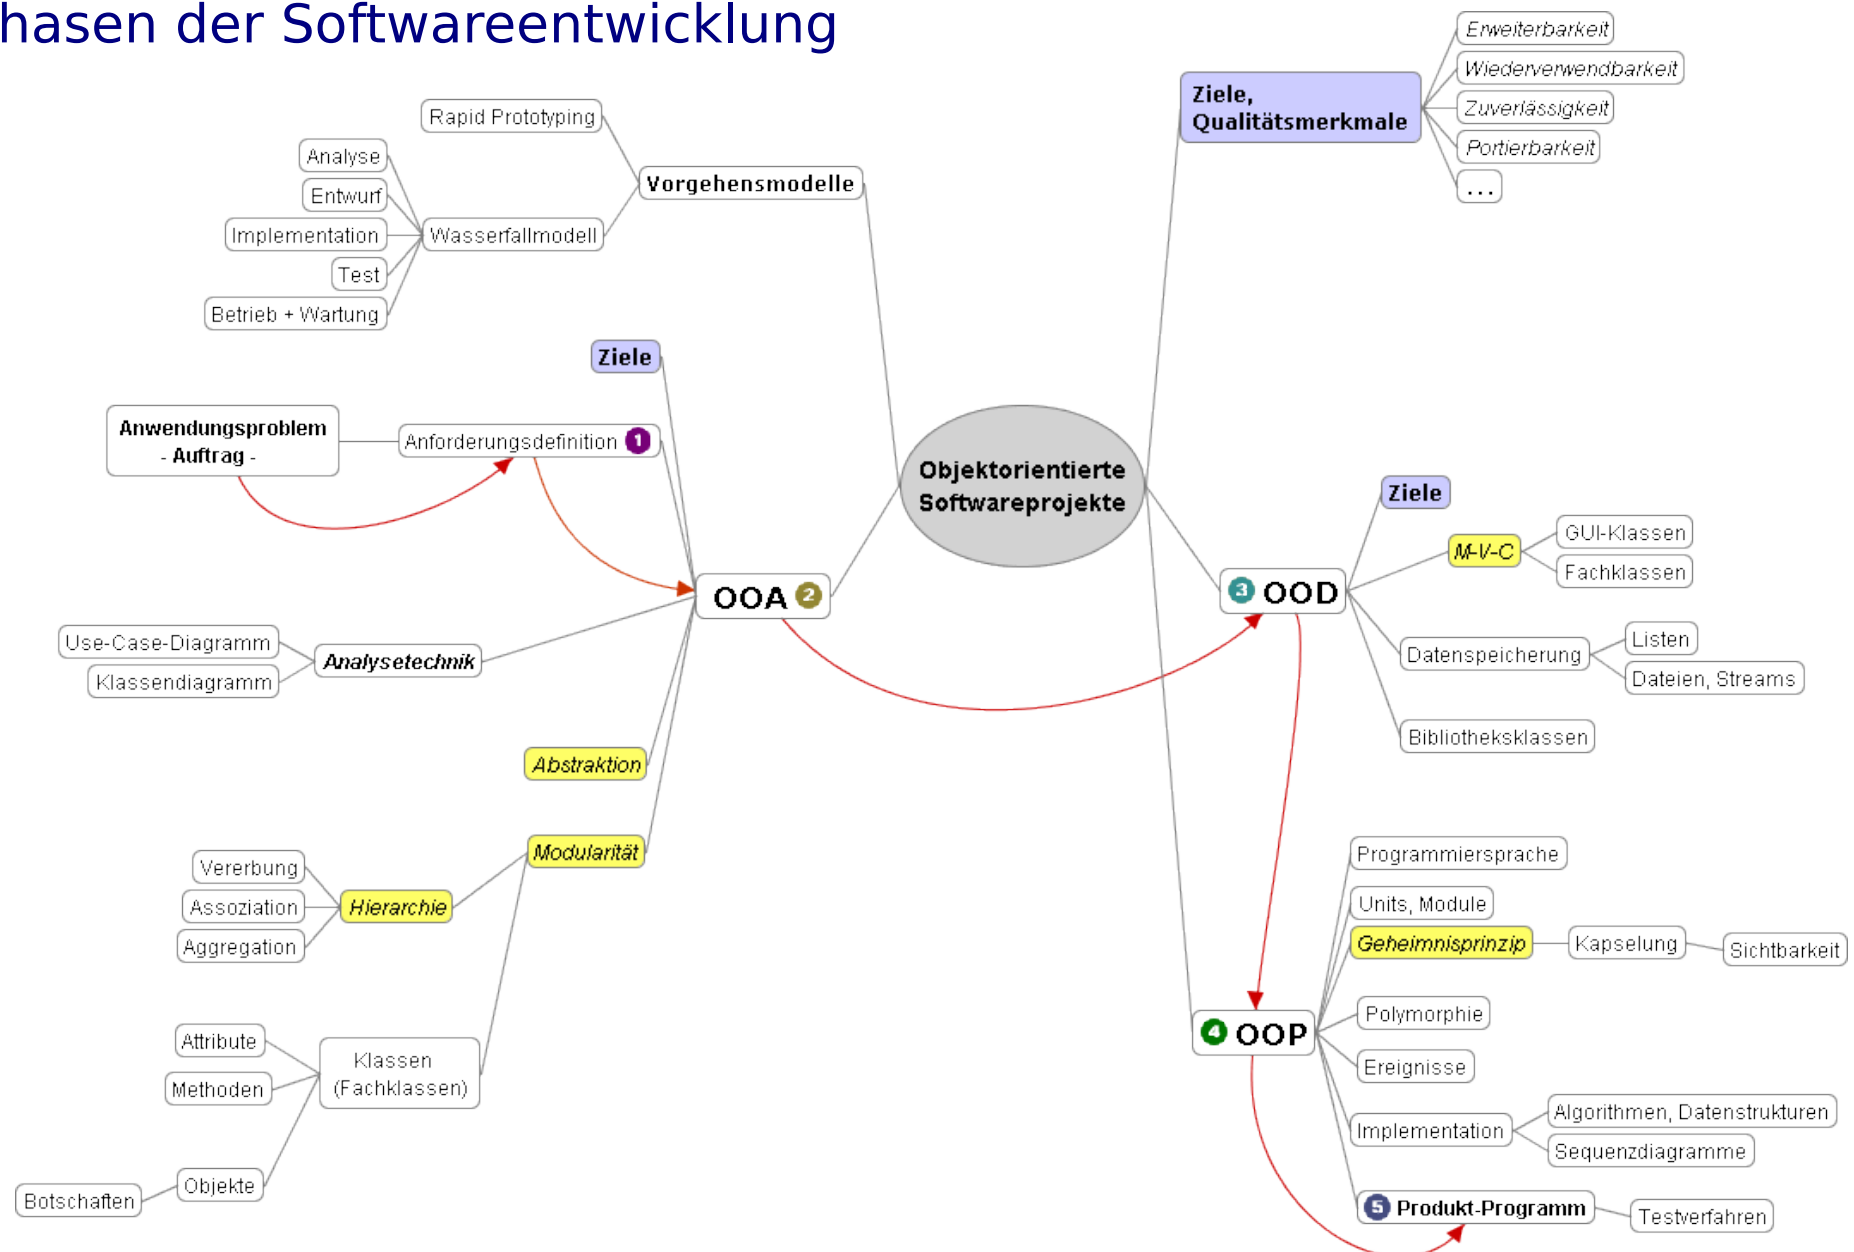 hasen der Softwareentwicklung
Rapid Prototyping
Analyse
Entwurf
Implementation
Test
Betrieb + Wartung
Wasserfallmodell
Vorgehensmodelle
Ziele
Anwendungsproblem
- Auftrag -
Anforderungsdefinition 1
OOA 2
Use-Case-Diagramm
Klassendiagramm
Analysetechnik
Abstraktion
Modularität
Vererbung
Assoziation
Aggregation
Hierarchie
Attribute
Methoden
Klassen
(Fachklassen)
Objekte
Botschaften
Objektorientierte
Softwareprojekte
Ziele,
Qualitätsmerkmale
Erweiterbarkeit
Wiederverwendbarkeit
Zuverlässigkeit
Portierbarkeit
...
3 OOD
Ziele
M-V-C
GUI-Klassen
Fachklassen
Datenspeicherung
Listen
Dateien, Streams
Bibliotheksklassen
4 OOP
Programmiersprache
Units, Module
Geheimnisprinzip
Kapselung
Sichtbarkeit
Polymorphie
Ereignisse
Implementation
Algorithmen, Datenstrukturen
Sequenzdiagramme
5 Produkt-Programm
Testverfahren